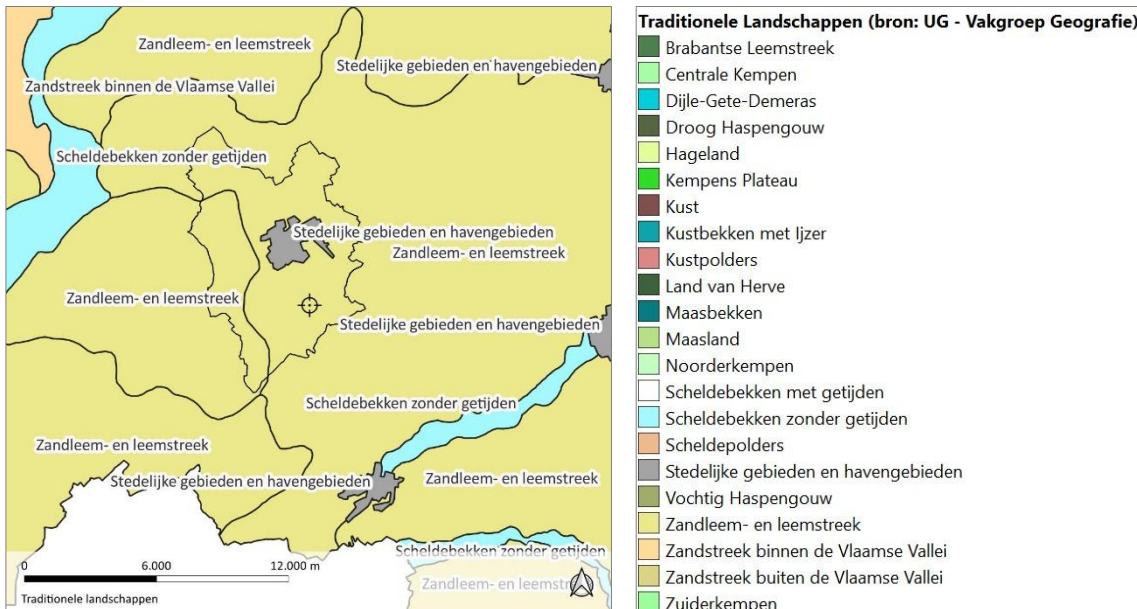 Zandleem- en leemstreek
Stedelijke gebieden en havengebieden
Zandstreek binnen de Vlaamse Vallei
Scheldebekken zonder getijden
Stedelijke gebieden en havengebieden
Zandleem- en leemstreek
Zandleem- en leemstreek
Stedelijke gebieden en havengebieden
Scheldebekken zonder getijden
Zandleem- en leemstreek
Stedelijke gebieden en havengebieden
Zandleem- en leemstreek
Scheldebekken zonder getijden
Zandleem- en leemstreek
0 6.000 12.000 m
Traditionele landschappen
Traditionele Landschappen (bron: UG - Vakgroep Geografie)
Brabantse Leemstreek
Centrale Kempen
Dijle-Gete-Demeras
Droog Haspengouw
Hageland
Kempens Plateau
Kust
Kustbekken met Ijzer
Kustpolders
Land van Herve
Maasbekken
Maasland
Noorderkempen
Scheldebekken met getijden
Scheldebekken zonder getijden
Scheldepolders
Stedelijke gebieden en havengebieden
Vochtig Haspengouw
Zandleem- en leemstreek
Zandstreek binnen de Vlaamse Vallei
Zandstreek buiten de Vlaamse Vallei
Zuiderkempen